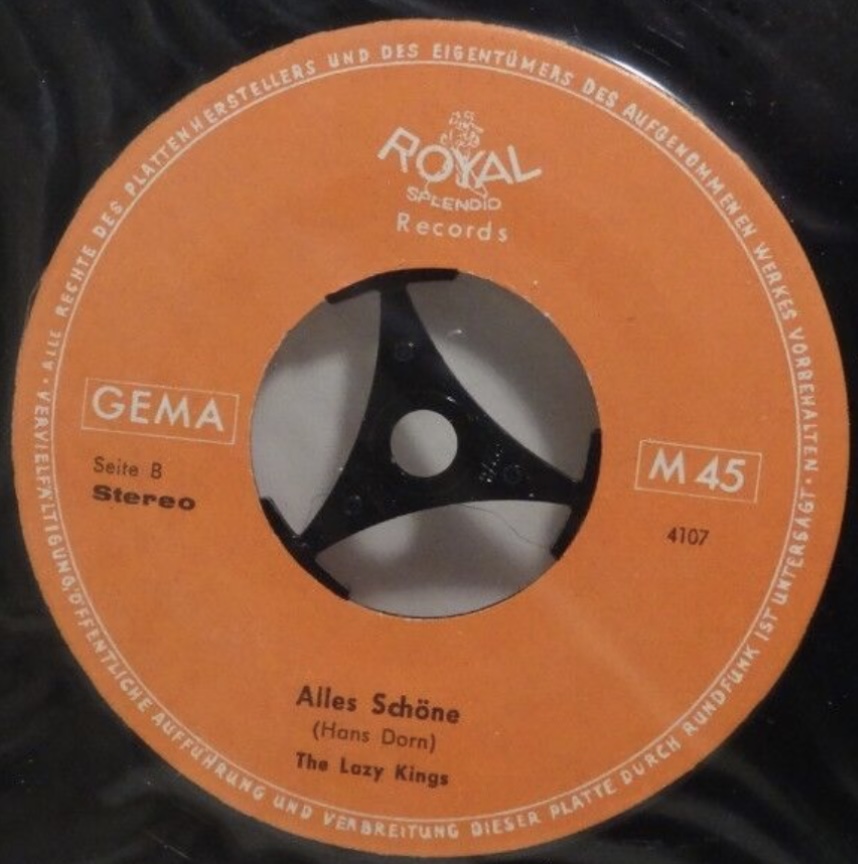 ALLE RECHTE DES PLATTENHERSTELLERS UND DES EIGENTÜMERS DES AUFGENOMMENEN WERKES VORBEHALTEN ·
ROYAL
SPLENDID
Records
GEMA
Seite B
Stereo
M 45
4107
Alles Schöne
(Hans Dorn)
The Lazy Kings
· VERVIELFÄLTIGUNG, ÖFFENTLICHE AUFFÜHRUNG UND VERBREITUNG DIESER PLATTE DURCH RUNDFUNK IST UNTERSAGT ·